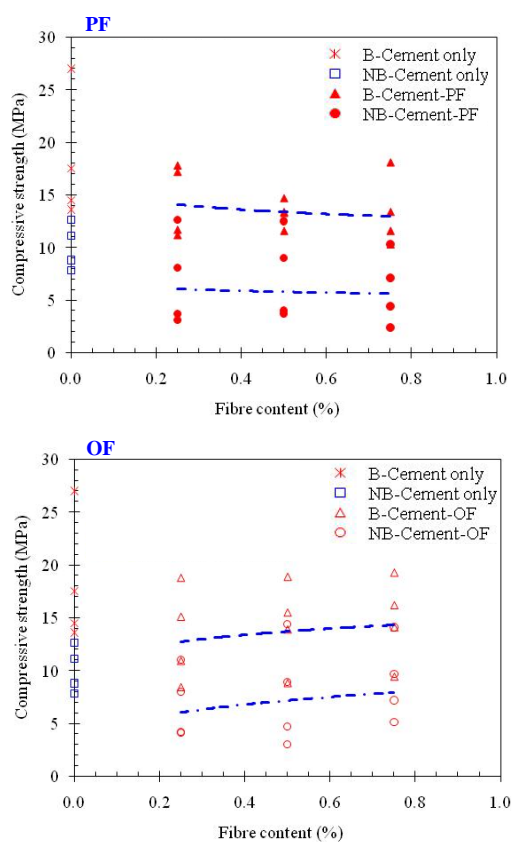 PF
30
25
20
15
10
5
0
Compressive strength (MPa)
B-Cement only
NB-Cement only
B-Cement-PF
NB-Cement-PF
0.0 0.2 0.4 0.6 0.8 1.0
Fibre content (%)
OF
30
25
20
15
10
5
0
Compressive strength (MPa)
B-Cement only
NB-Cement only
B-Cement-OF
NB-Cement-OF
0.0 0.2 0.4 0.6 0.8 1.0
Fibre content (%)